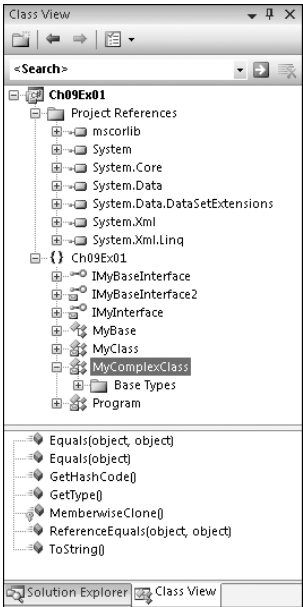 Class View
<Search>
Ch09Ex01
Project References
mscorlib
System
System.Core
System.Data
System.Data.DataSetExtensions
System.Xml
System.Xml.Linq
{} Ch09Ex01
IMyBaseInterface
IMyBaseInterface2
IMyInterface
MyBase
MyClass
MyComplexClass
Base Types
Program
Equals(object, object)
Equals(object)
GetHashCode()
GetType()
MemberwiseClone()
ReferenceEquals(object, object)
ToString()
Solution Explorer Class View